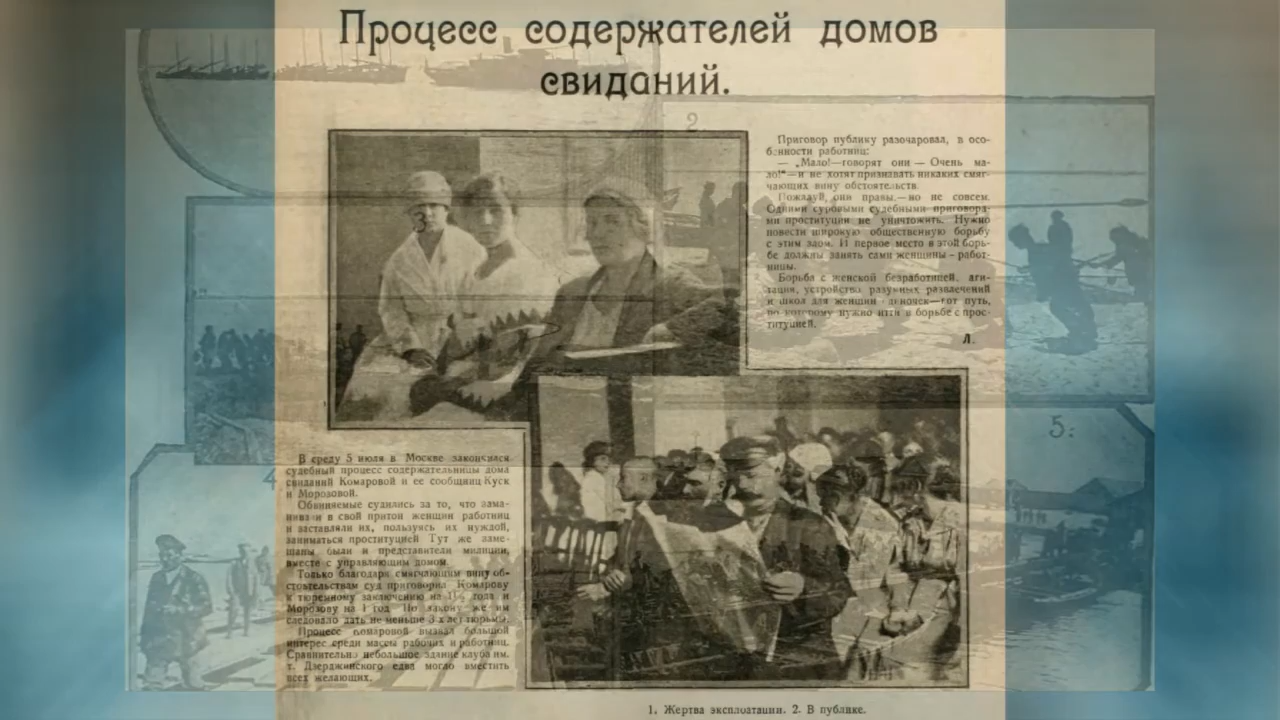 Процесс содержателей домов
свиданий.
2
Приговор публику разочаровал, в осо-
бенности работниц:
— „Мало!—говорят они — Очень ма-
ло!“—и не хотят признавать никаких смяг-
чающих вину обстоятельств.
Пожалуй, они правы.—но не совсем.
Одними суровыми судебными приговора-
ми проституции не уничтожить. Нужно
повести широкую общественную борьбу
с этим злом. И первое место в этой борь-
бе должны занять сами женщины - работ-
ницы.
Борьба с женской безработицей, аги-
тация, устройство разумных развлечений
и школ для женщин - одиночек—вот путь,
по которому нужно итти в борьбе с прос-
титуцией.
Л.
5.
4
В среду 5 июля в Москве закончился
судебный процесс содержательницы дома
свиданий Комаровой и ее сообщниц Куск
и Морозовой.
Обвиняемые судились за то, что зама-
нивали в свой притон женщин работниц
и заставляли их, пользуясь их нуждой,
заниматься проституцией Тут же заме-
шаны были и представители милиции,
вместе с управляющим домом.
Только благодаря смягчающим вину об-
стоятельствам суд приговорил Комарову
к тюремному заключению на 1½ года и
Морозову на 1 год По закону же им
следовало дать не меньше 3-х лет тюрьмы.
Процесс Комаровой вызвал большой
интерес среди массы рабочих и работниц.
Сравнительно небольшое здание клуба им.
т. Дзержинского едва могло вместить
всех желающих.
1. Жертва эксплоатации. 2. В публике.